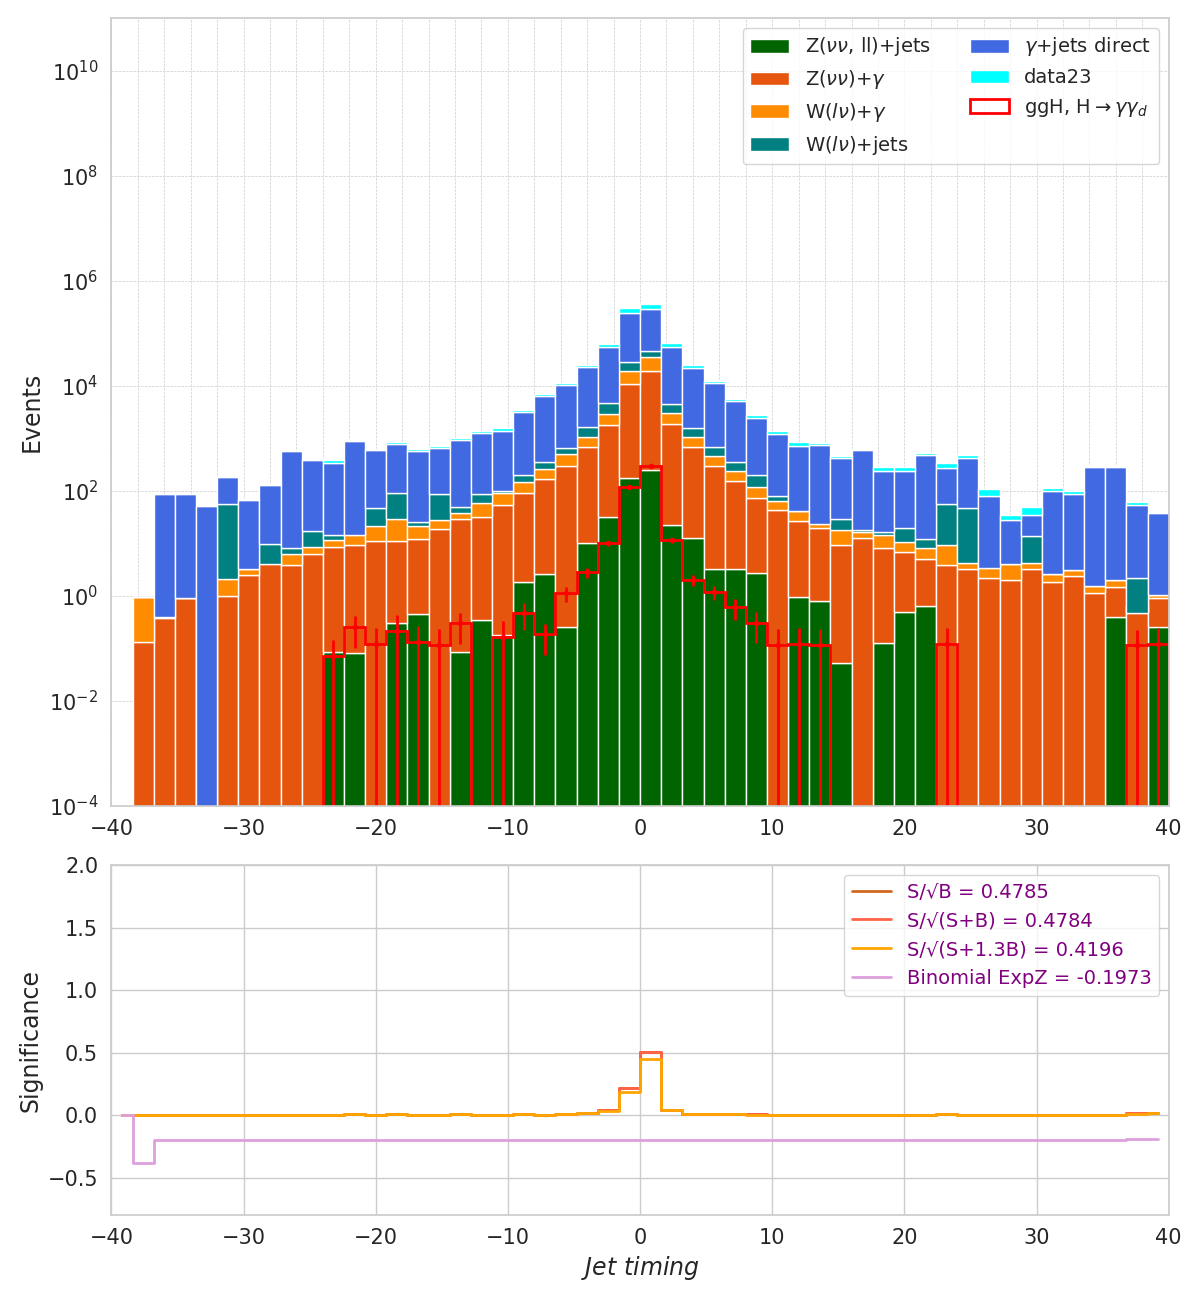 Z(νν, ll)+jets
Z(νν)+γ
W(lν)+γ
W(lν)+jets
γ+jets direct
data23
ggH, H→γγ_d
Events
10^10
10^8
10^6
10^4
10^2
10^0
10^−2
10^−4
−40 −30 −20 −10 0 10 20 30 40
S/√B = 0.4785
S/√(S+B) = 0.4784
S/√(S+1.3B) = 0.4196
Binomial ExpZ = -0.1973
Significance
2.0
1.5
1.0
0.5
0.0
−0.5
−40 −30 −20 −10 0 10 20 30 40
Jet timing